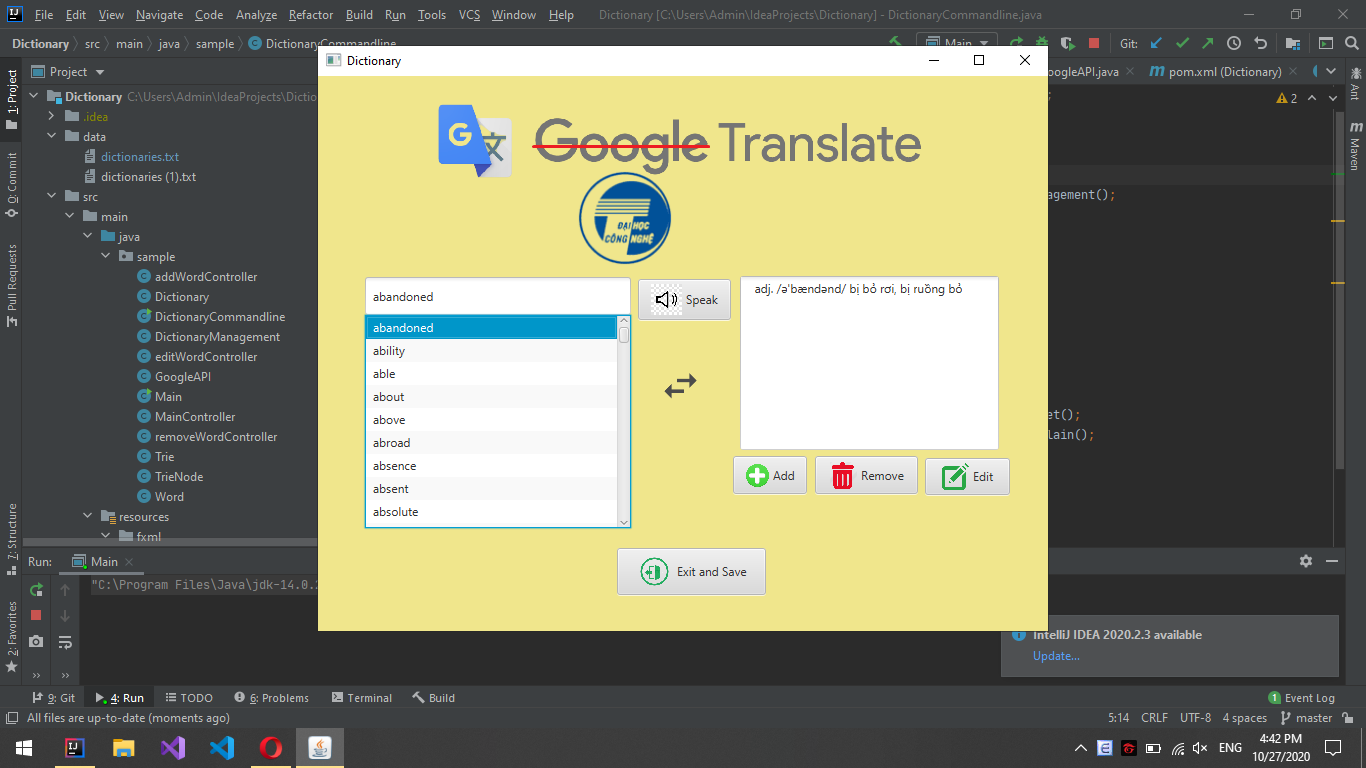 File Edit View Navigate Code Analyze Refactor Build Run Tools VCS Window Help Dictionary [C:\Users\Admin\IdeaProjects\Dictionary] - DictionaryCommandline.java
Dictionary src main java sample DictionaryCommandline
Main
Git:
1: Project
Project
oogleAPI.java
pom.xml (Dictionary)
Ant
Maven
2
Dictionary C:\Users\Admin\IdeaProjects\Dictio
.idea
data
dictionaries.txt
dictionaries (1).txt
src
main
java
sample
addWordController
Dictionary
DictionaryCommandline
DictionaryManagement
editWordController
GoogleAPI
Main
MainController
removeWordController
Trie
TrieNode
Word
resources
fxml
0: Commit
Pull Requests
7: Structure
2: Favorites
Dictionary
G 文
Google Translate
T
ĐẠI HỌC
CÔNG NGHỆ
abandoned
Speak
adj. /ə'bændənd/ bị bỏ rơi, bị ruồng bỏ
abandoned
ability
able
about
above
abroad
absence
absent
absolute
Add
Remove
Edit
Exit and Save
agement();
et();
lain();
Run:
Main
"C:\Program Files\Java\jdk-14.0.2
IntelliJ IDEA 2020.2.3 available
Update...
9: Git
4: Run
TODO
6: Problems
Terminal
Build
1 Event Log
All files are up-to-date (moments ago)
5:14 CRLF UTF-8 4 spaces master
ENG
4:42 PM
10/27/2020